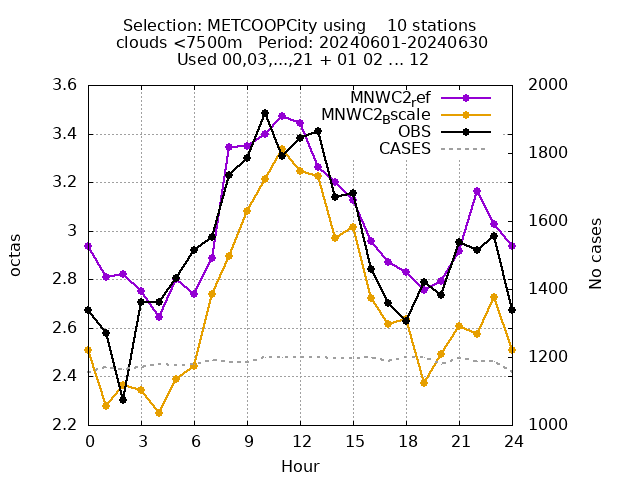 Selection: METCOOPCity using    10 stations
clouds <7500m   Period: 20240601-20240630
Used 00,03,...,21 + 01 02 ... 12
MNWC2ref
MNWC2Bscale
OBS
CASES
octas
No cases
3.6
3.4
3.2
3
2.8
2.6
2.4
2.2
2000
1800
1600
1400
1200
1000
0 3 6 9 12 15 18 21 24
Hour